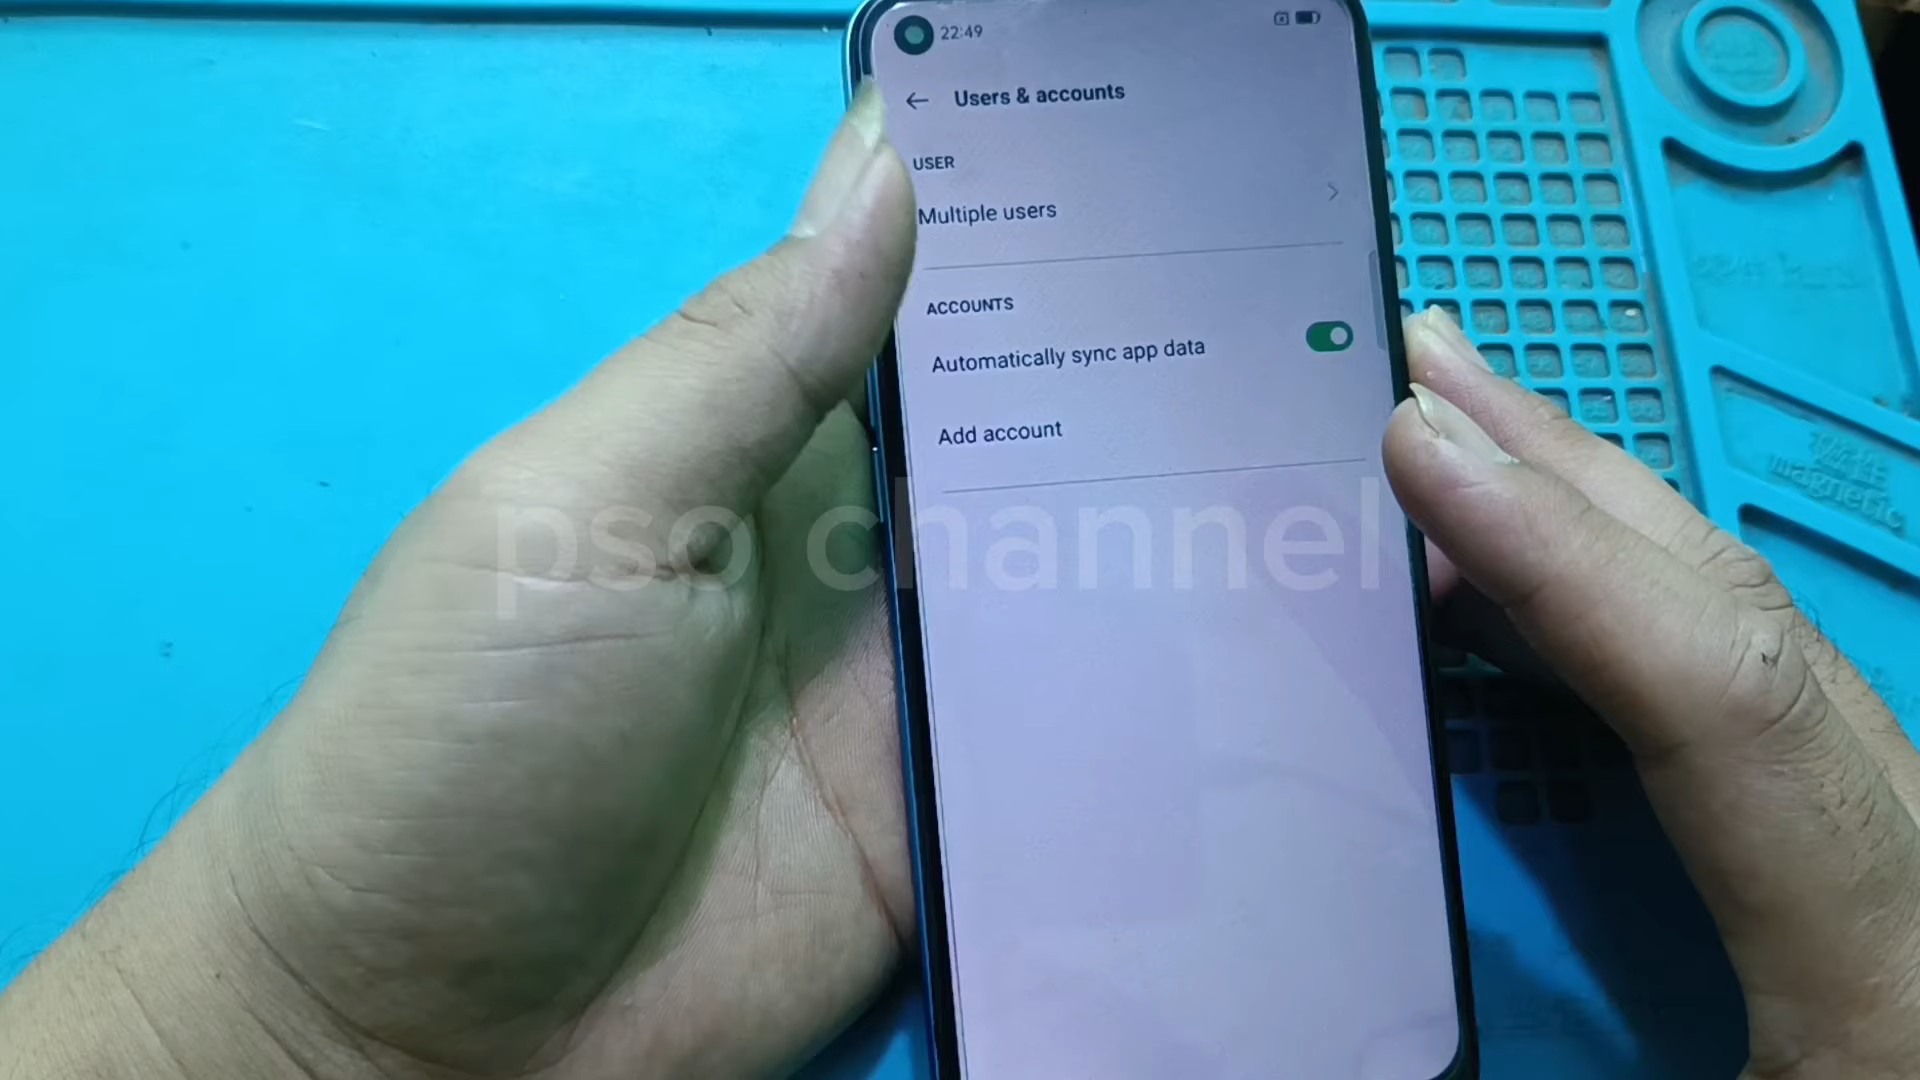 22:49
Users & accounts
USER
Multiple users
ACCOUNTS
Automatically sync app data
Add account
pso channel
magnetic